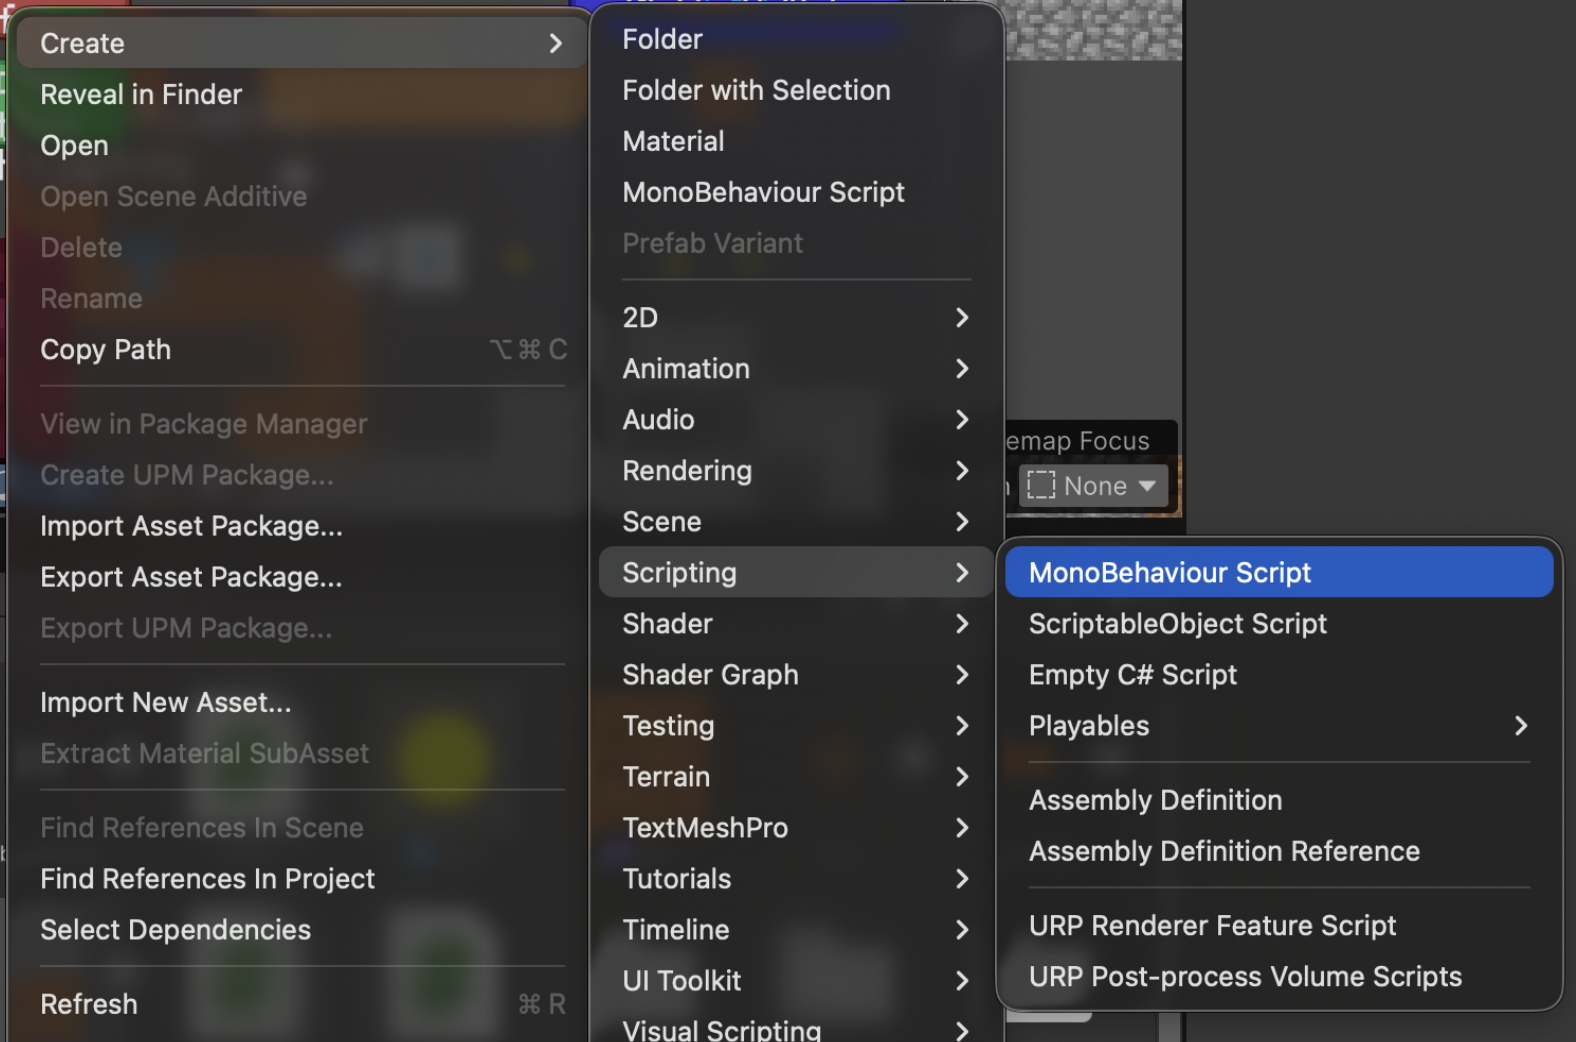 Create
Reveal in Finder
Open
Open Scene Additive
Delete
Rename
Copy Path ⌥⌘C
View in Package Manager
Create UPM Package...
Import Asset Package...
Export Asset Package...
Export UPM Package...
Import New Asset...
Extract Material SubAsset
Find References In Scene
Find References In Project
Select Dependencies
Refresh ⌘R
Folder
Folder with Selection
Material
MonoBehaviour Script
Prefab Variant
2D
Animation
Audio
Rendering
Scene
Scripting
Shader
Shader Graph
Testing
Terrain
TextMeshPro
Tutorials
Timeline
UI Toolkit
Visual Scripting
emap Focus
None
MonoBehaviour Script
ScriptableObject Script
Empty C# Script
Playables
Assembly Definition
Assembly Definition Reference
URP Renderer Feature Script
URP Post-process Volume Scripts